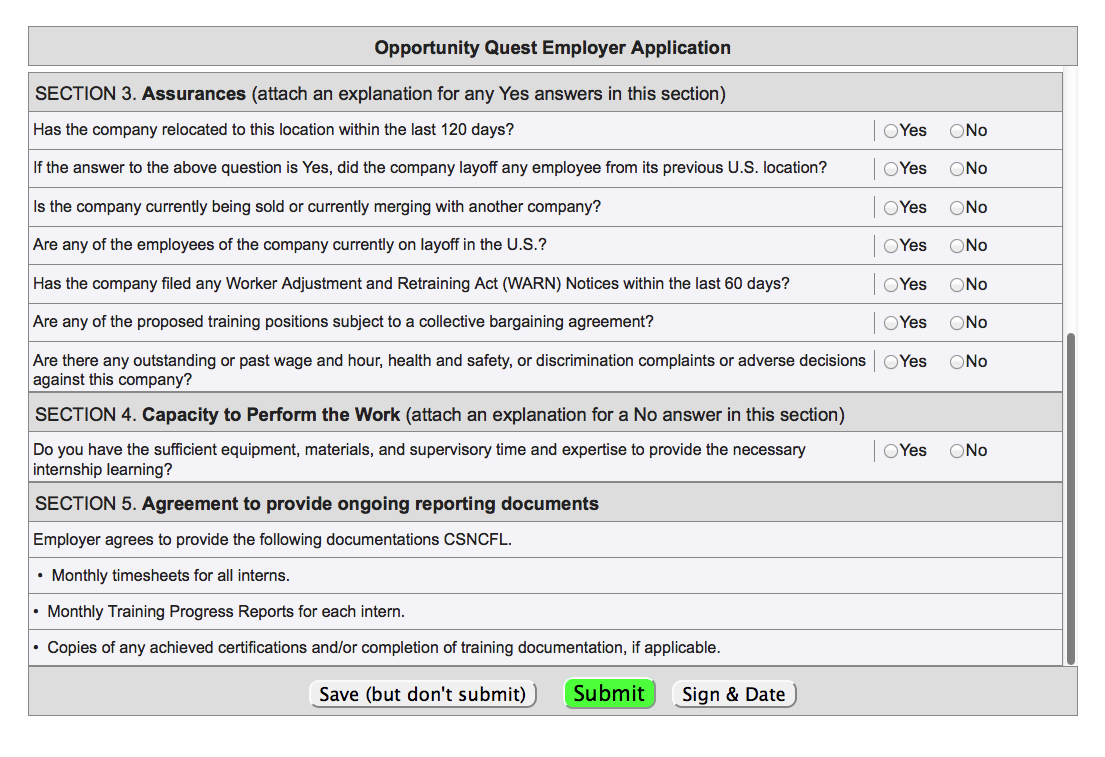 Opportunity Quest Employer Application
SECTION 3. Assurances (attach an explanation for any Yes answers in this section)
Has the company relocated to this location within the last 120 days? Yes No
If the answer to the above question is Yes, did the company layoff any employee from its previous U.S. location? Yes No
Is the company currently being sold or currently merging with another company? Yes No
Are any of the employees of the company currently on layoff in the U.S.? Yes No
Has the company filed any Worker Adjustment and Retraining Act (WARN) Notices within the last 60 days? Yes No
Are any of the proposed training positions subject to a collective bargaining agreement? Yes No
Are there any outstanding or past wage and hour, health and safety, or discrimination complaints or adverse decisions Yes No
against this company?
SECTION 4. Capacity to Perform the Work (attach an explanation for a No answer in this section)
Do you have the sufficient equipment, materials, and supervisory time and expertise to provide the necessary Yes No
internship learning?
SECTION 5. Agreement to provide ongoing reporting documents
Employer agrees to provide the following documentations CSNCFL.
• Monthly timesheets for all interns.
• Monthly Training Progress Reports for each intern.
• Copies of any achieved certifications and/or completion of training documentation, if applicable.
Save (but don't submit) Submit Sign & Date